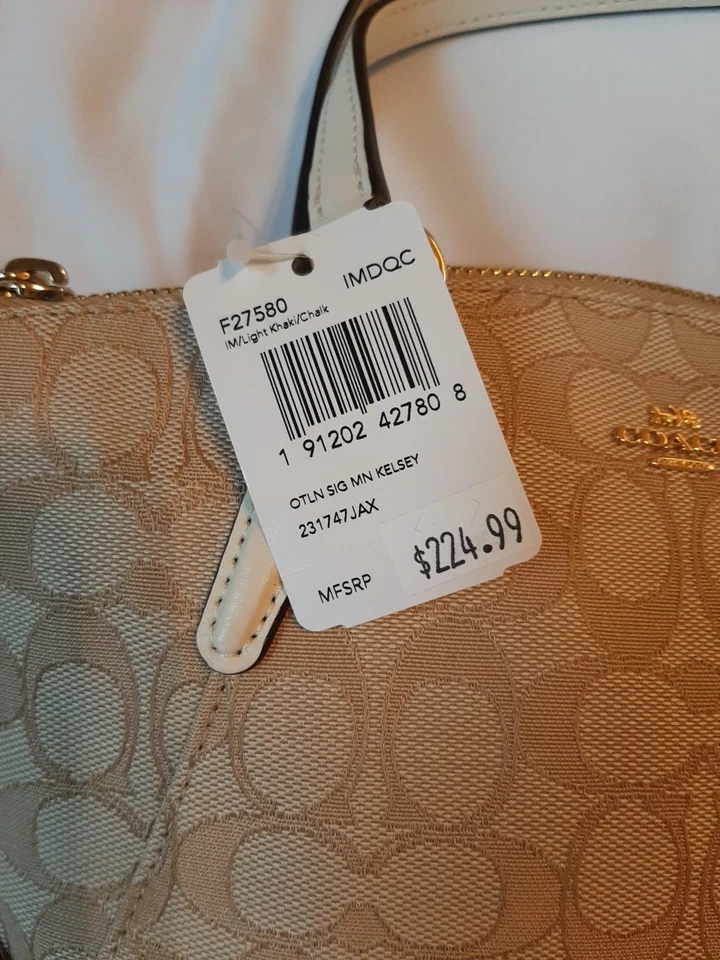 F27580 IMDQC
IM/Light Khaki/Chalk
1 91202 42780 8
OTLN SIG MN KELSEY
231747JAX
MFSRP $224.99
COACH